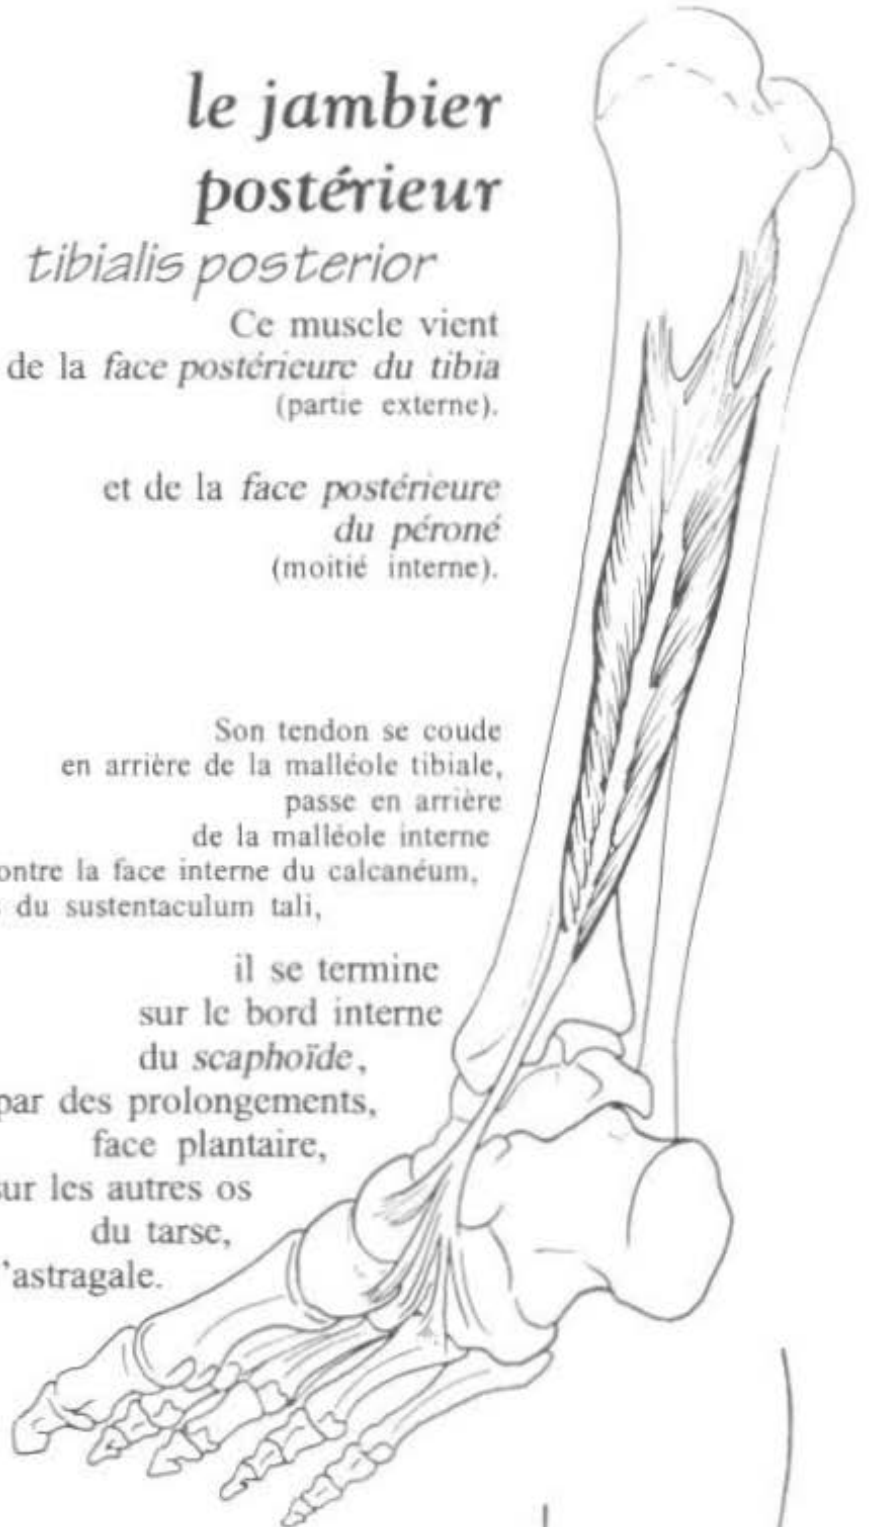 le jambier
postérieur
tibialis posterior
Ce muscle vient
de la face postérieure du tibia
(partie externe).
et de la face postérieure
du péroné
(moitié interne).
Son tendon se coude
en arrière de la malléole tibiale,
passe en arrière
de la malléole interne
contre la face interne du calcanéum,
du sustentaculum tali,
il se termine
sur le bord interne
du scaphoïde,
par des prolongements,
face plantaire,
sur les autres os
du tarse,
l'astragale.